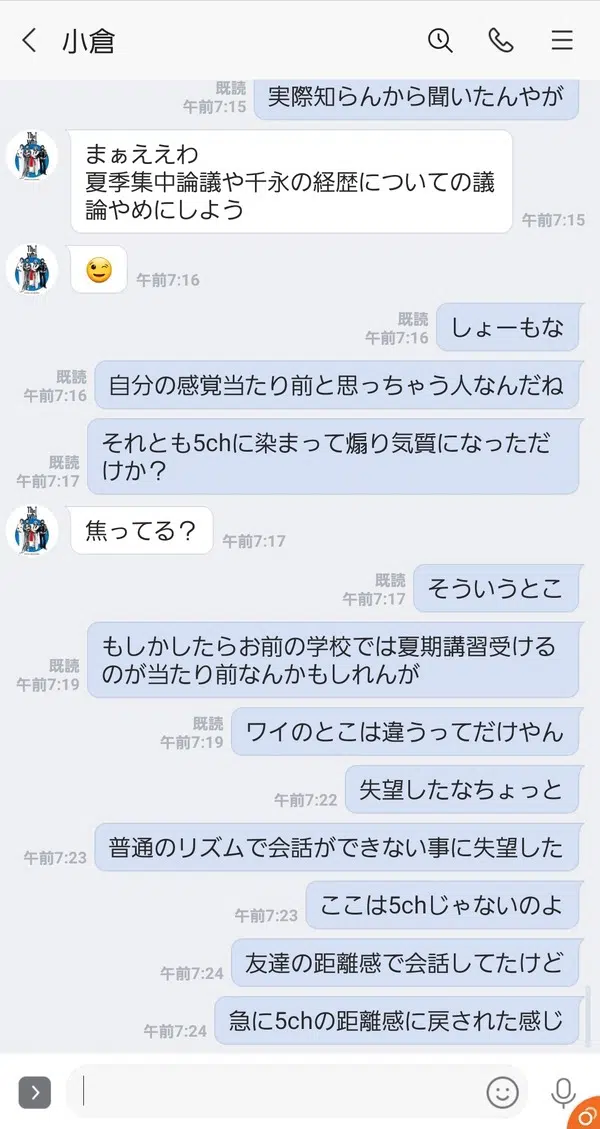 小倉
実際知らんから聞いたんやが
既読
午前7:15
まぁええわ
夏季集中論議や千永の経歴についての議
論やめにしよう
午前7:15
😉
午前7:16
しょーもな
既読
午前7:16
自分の感覚当たり前と思っちゃう人なんだね
既読
午前7:16
それとも5chに染まって煽り気質になっただ
けか?
既読
午前7:17
焦ってる?
午前7:17
そういうとこ
既読
午前7:17
もしかしたらお前の学校では夏期講習受ける
のが当たり前なんかもしれんが
既読
午前7:19
ワイのとこは違うってだけやん
既読
午前7:19
失望したなちょっと
午前7:22
普通のリズムで会話ができない事に失望した
午前7:23
ここは5chじゃないのよ
午前7:23
友達の距離感で会話してたけど
午前7:24
急に5chの距離感に戻された感じ
午前7:24